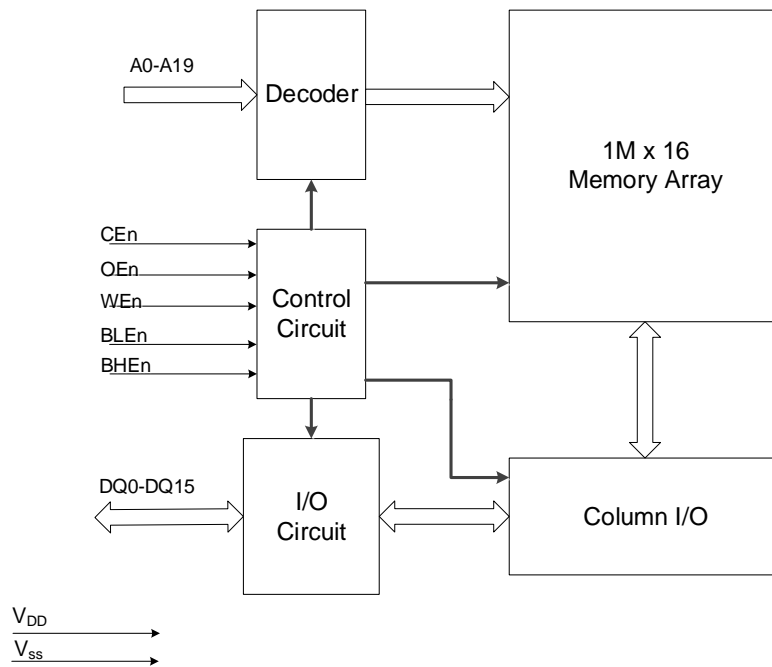 A0-A19
Decoder
1M x 16
Memory Array
CEn
OEn
WEn
BLEn
BHEn
Control
Circuit
DQ0-DQ15
I/O
Circuit
Column I/O
VDD
Vss